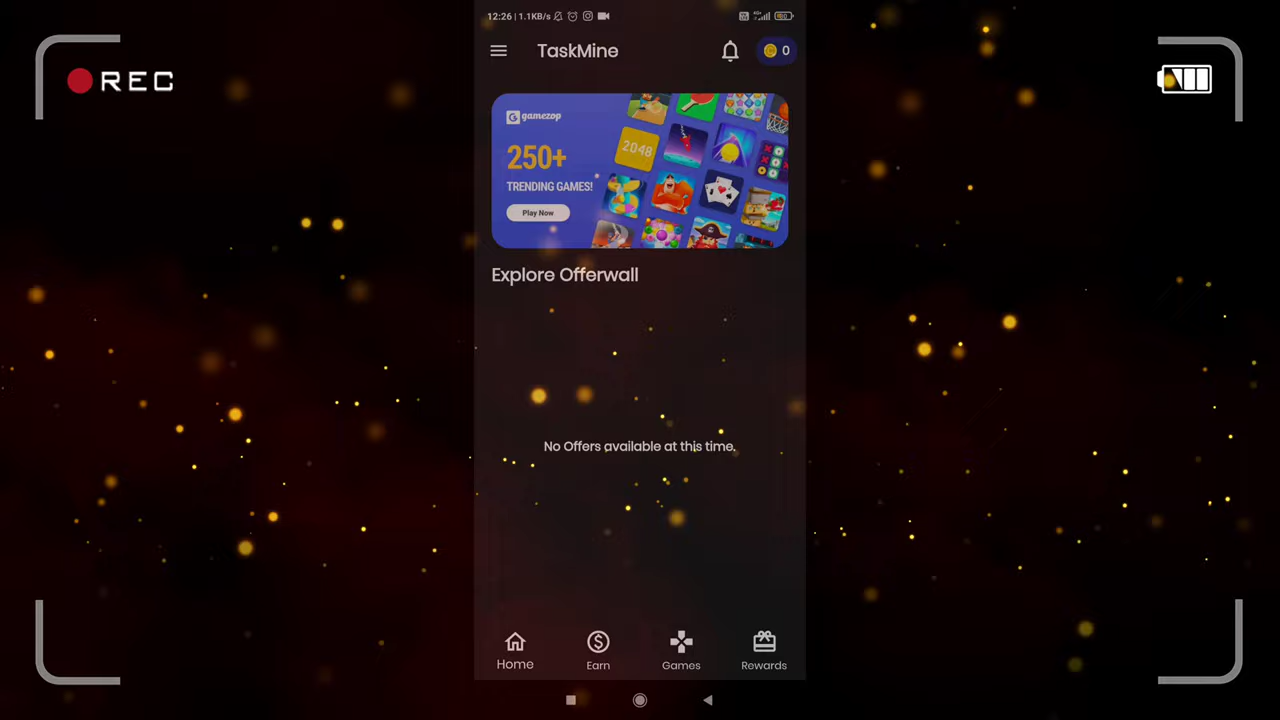 REC
12:26 | 1.1KB/s
TaskMine
0
gamezop
250+
TRENDING GAMES!
Play Now
2048
Explore Offerwall
No Offers available at this time.
Home
Earn
Games
Rewards